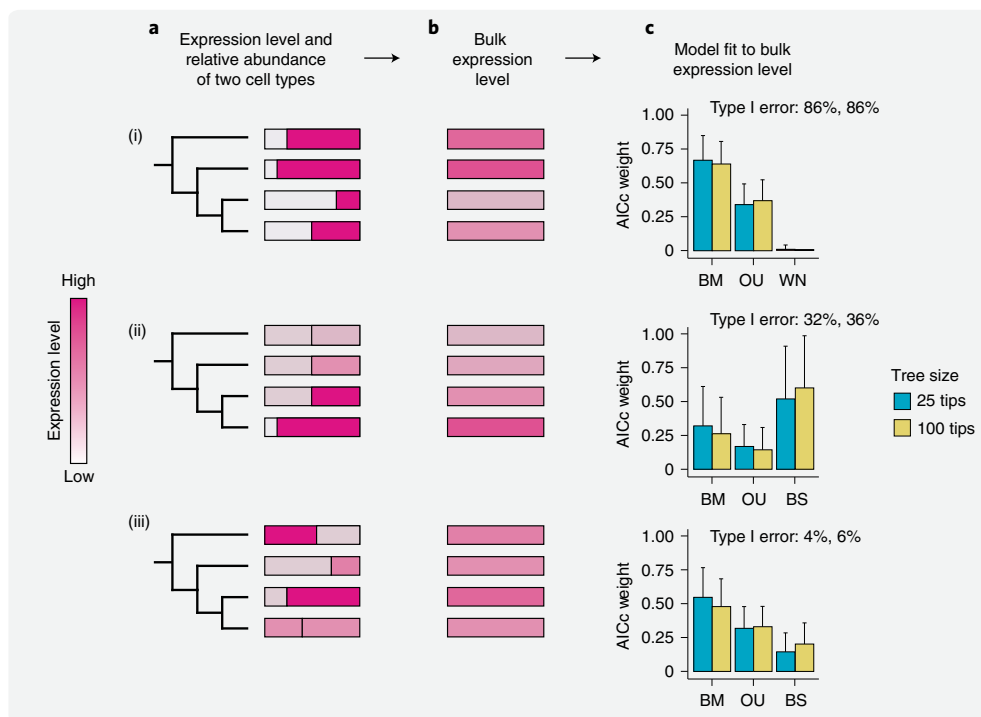 a
Expression level and
relative abundance
of two cell types
b
Bulk
expression
level
c
Model fit to bulk
expression level
(i)
Type I error: 86%, 86%
AICc weight
1.00
0.75
0.50
0.25
0
BM OU WN
High
Expression level
Low
(ii)
Type I error: 32%, 36%
AICc weight
1.00
0.75
0.50
0.25
0
BM OU BS
Tree size
25 tips
100 tips
(iii)
Type I error: 4%, 6%
AICc weight
1.00
0.75
0.50
0.25
0
BM OU BS